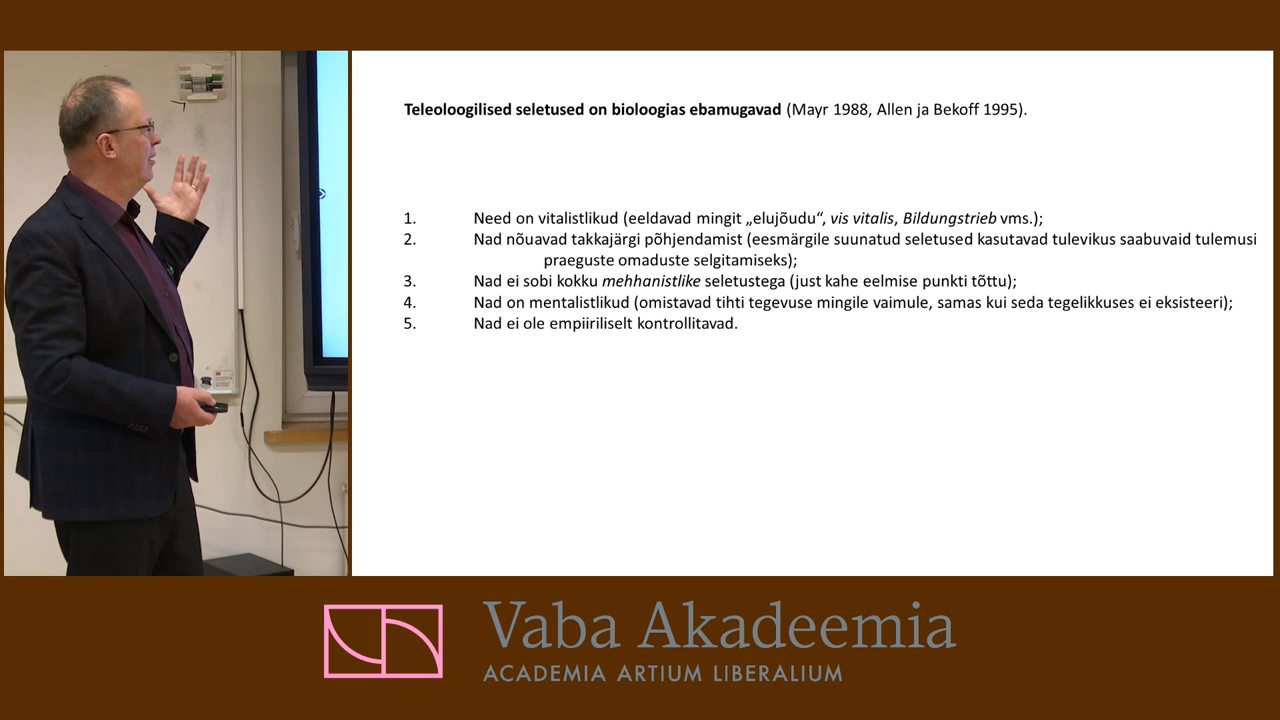 Teleoloogilised seletused on bioloogias ebamugavad (Mayr 1988, Allen ja Bekoff 1995).
1. Need on vitalistlikud (eeldavad mingit „elujõudu“, vis vitalis, Bildungstrieb vms.);
2. Nad nõuavad takkajärgi põhjendamist (eesmärgile suunatud seletused kasutavad tulevikus saabuvaid tulemusi
praeguste omaduste selgitamiseks);
3. Nad ei sobi kokku mehhanistlike seletustega (just kahe eelmise punkti tõttu);
4. Nad on mentalistlikud (omistavad tihti tegevuse mingile vaimule, samas kui seda tegelikkuses ei eksisteeri);
5. Nad ei ole empiiriliselt kontrollitavad.
Vaba Akadeemia
ACADEMIA ARTIUM LIBERALIUM